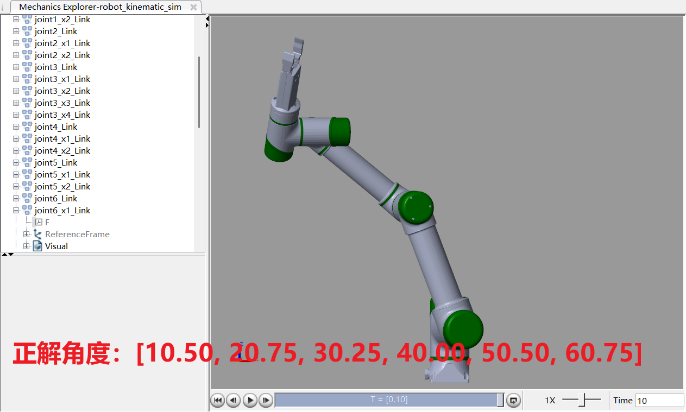 Mechanics Explorer-robot_kinematic_sim
joint1_x2_Link
joint2_Link
joint2_x1_Link
joint2_x2_Link
joint3_Link
joint3_x1_Link
joint3_x2_Link
joint3_x3_Link
joint3_x4_Link
joint4_Link
joint4_x1_Link
joint4_x2_Link
joint5_Link
joint5_x1_Link
joint5_x2_Link
joint6_Link
joint6_x1_Link
F
ReferenceFrame
Visual
正解角度：[10.50, 20.75, 30.25, 40.00, 50.50, 60.75]
T = [0,10]
1X
Time
10